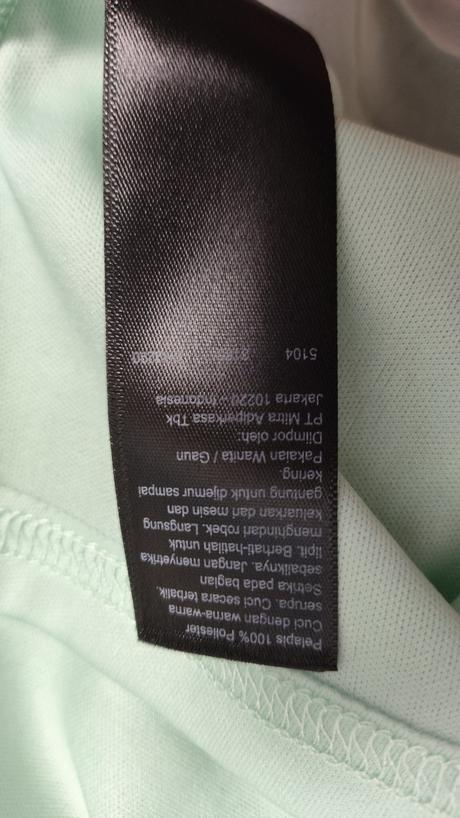 Pelapis 100% Poliester
Cuci dengan warna-warna
serupa. Cuci secara terbalik.
Setrika pada bagian
sebaliknya. Jangan menyetrika
lipit. Berhati-hatilah untuk
menghindari robek. Langsung
keluarkan dari mesin dan
gantung untuk dijemur sampai
kering.
Pakaian Wanita / Gaun
Diimpor oleh:
PT Mitra Adiperkasa Tbk
Jakarta 10220 - Indonesia
5104